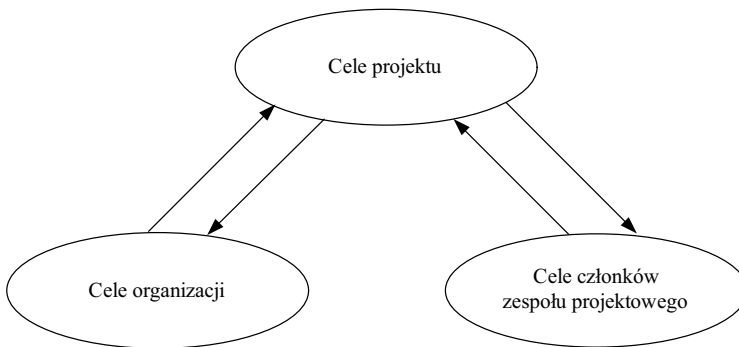 Cele projektu
Cele organizacji
Cele członków
zespołu projektowego